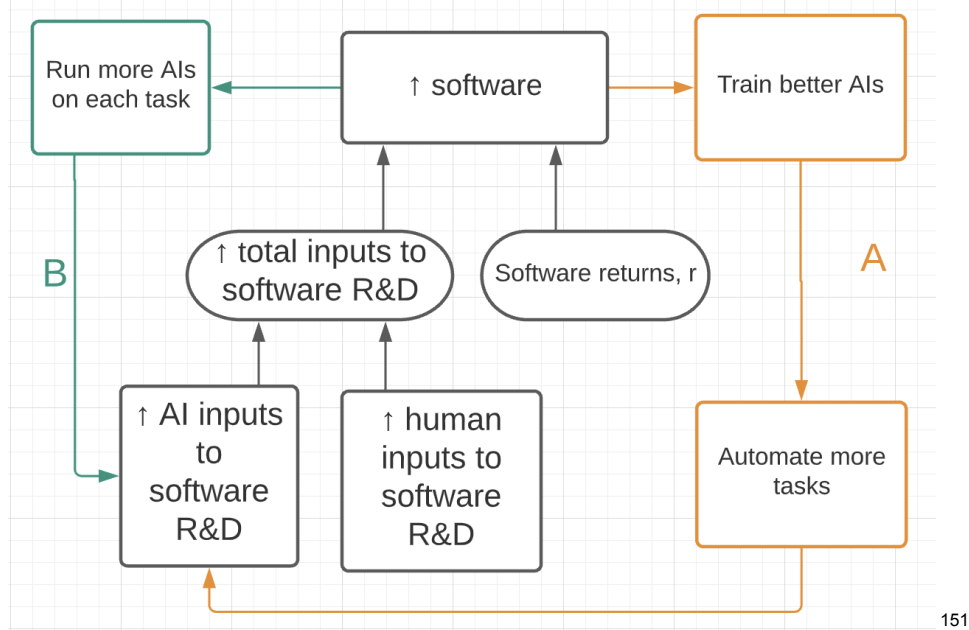 Run more AIs
on each task
↑ software
Train better AIs
↑ total inputs to
software R&D
Software returns, r
B
A
↑ AI inputs
to
software
R&D
↑ human
inputs to
software
R&D
Automate more
tasks
151